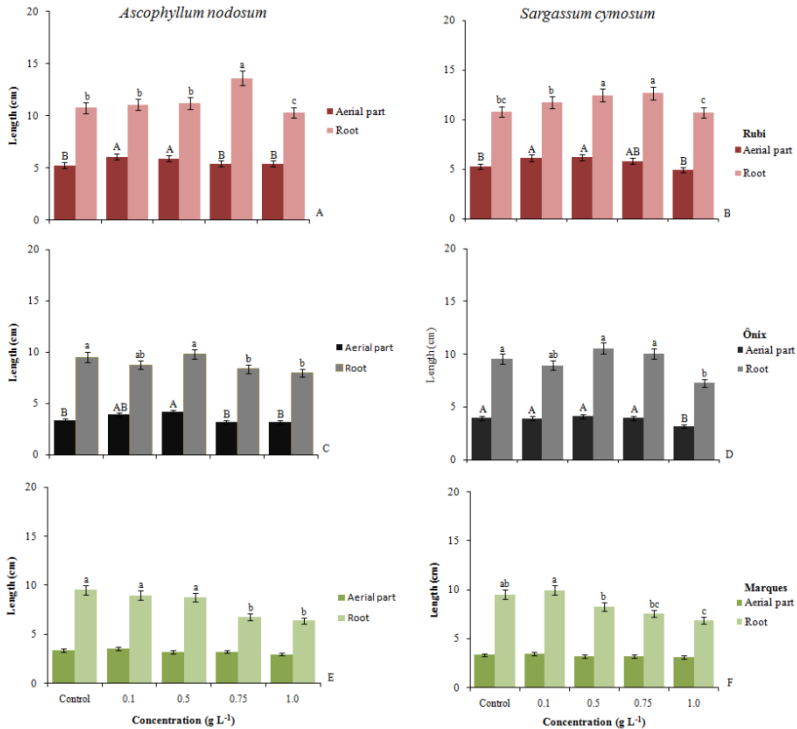 Ascophyllum nodosum
Sargassum cymosum
20
15
10
5
0
Length (cm)
b
b
b
a
c
B
A
A
B
B
Aerial part
Root
A
20
15
10
5
0
Length (cm)
bc
b
a
a
c
B
A
A
AB
B
Rubi
Aerial part
Root
B
20
15
10
5
0
Length (cm)
a
ab
a
b
b
B
AB
A
B
B
Aerial part
Root
C
20
15
10
5
0
Length (cm)
a
ab
a
a
b
A
A
A
A
B
Ônix
Aerial part
Root
D
20
15
10
5
0
Length (cm)
a
a
a
b
b
Aerial part
Root
E
Control 0.1 0.5 0.75 1.0
Concentration (g L-1)
20
15
10
5
0
Length (cm)
ab
a
b
bc
c
Marques
Aerial part
Root
F
Control 0.1 0.5 0.75 1.0
Concentration (g L-1)